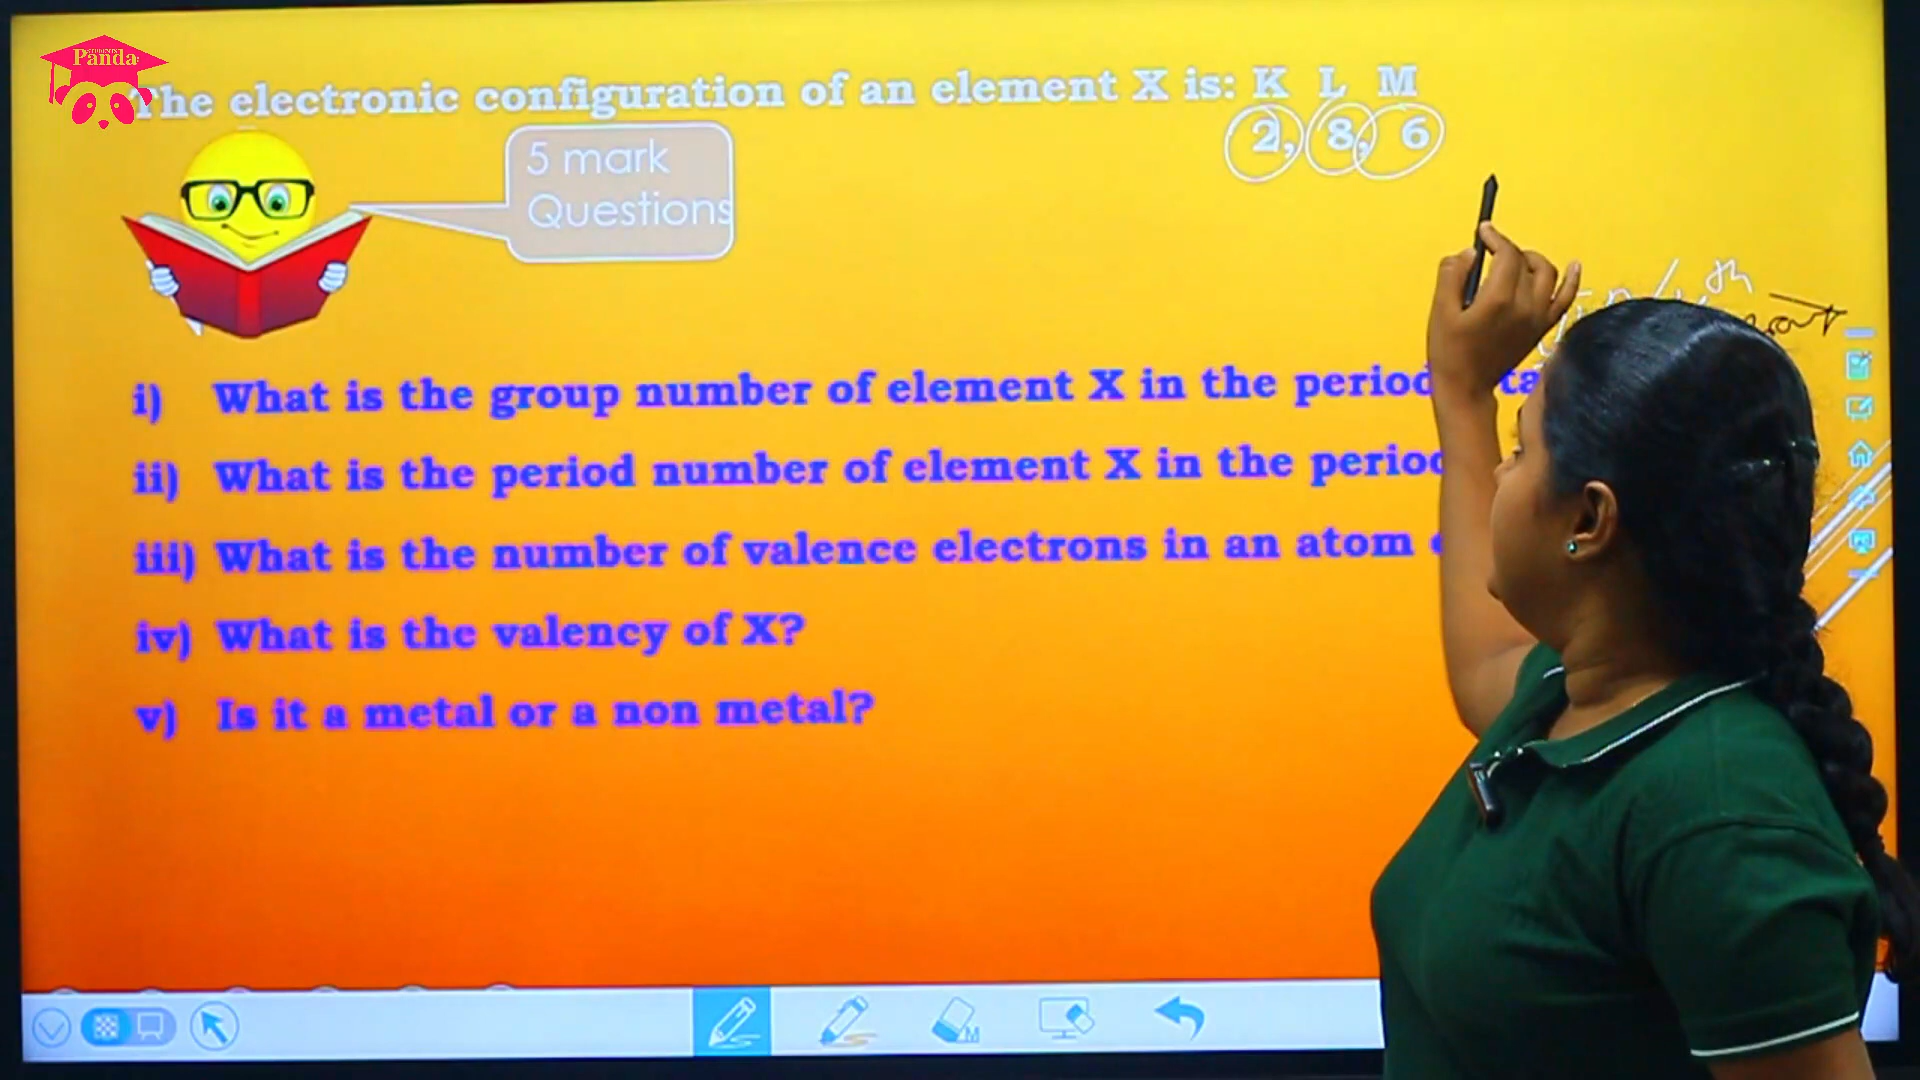 STUDENTS
Panda
The electronic configuration of an element X is: K L M
2, 8, 6
5 mark
Questions
i) What is the group number of element X in the period
ii) What is the period number of element X in the period
iii) What is the number of valence electrons in an atom
iv) What is the valency of X?
v) Is it a metal or a non metal?
M